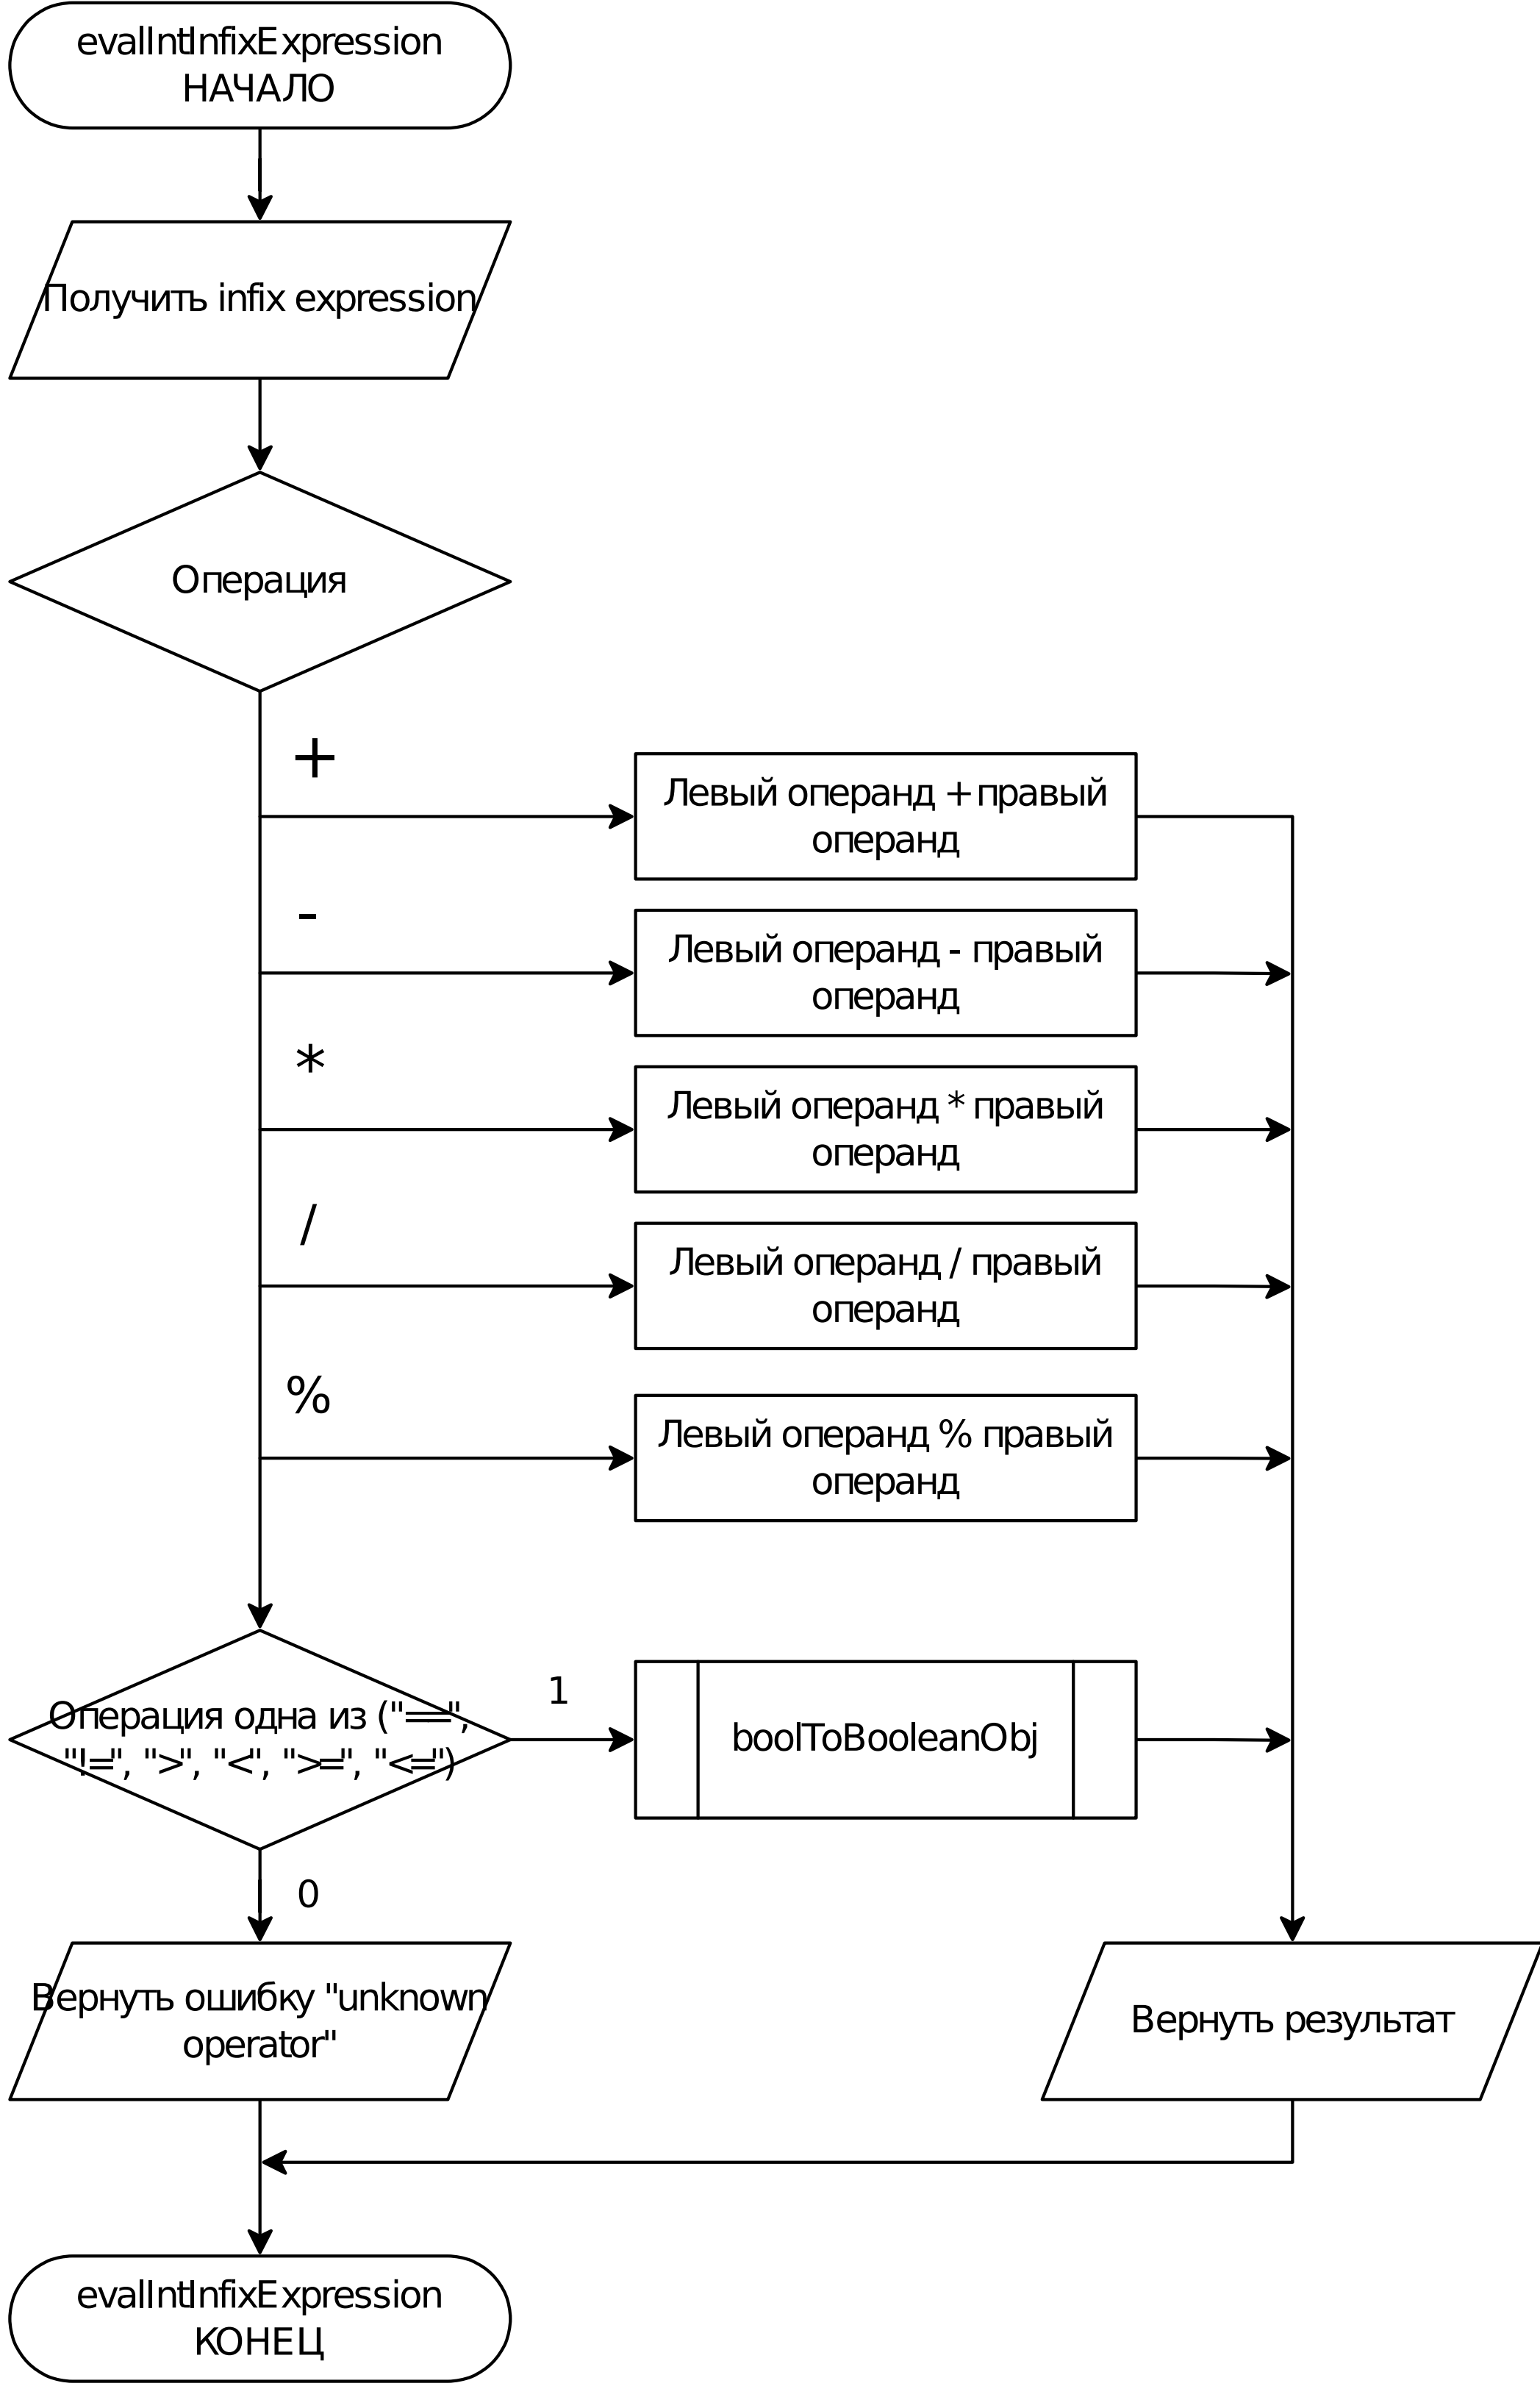 evalIntInfixExpression
НАЧАЛО
Получить infix expression
Операция
+
Левый операнд + правый
операнд
-
Левый операнд - правый
операнд
*
Левый операнд * правый
операнд
/
Левый операнд / правый
операнд
%
Левый операнд % правый
операнд
Операция одна из ("==",
"!=", ">", "<", ">=", "<=")
1
boolToBooleanObj
0
Вернуть ошибку "unknown
operator"
Вернуть результат
evalIntInfixExpression
КОНЕЦ